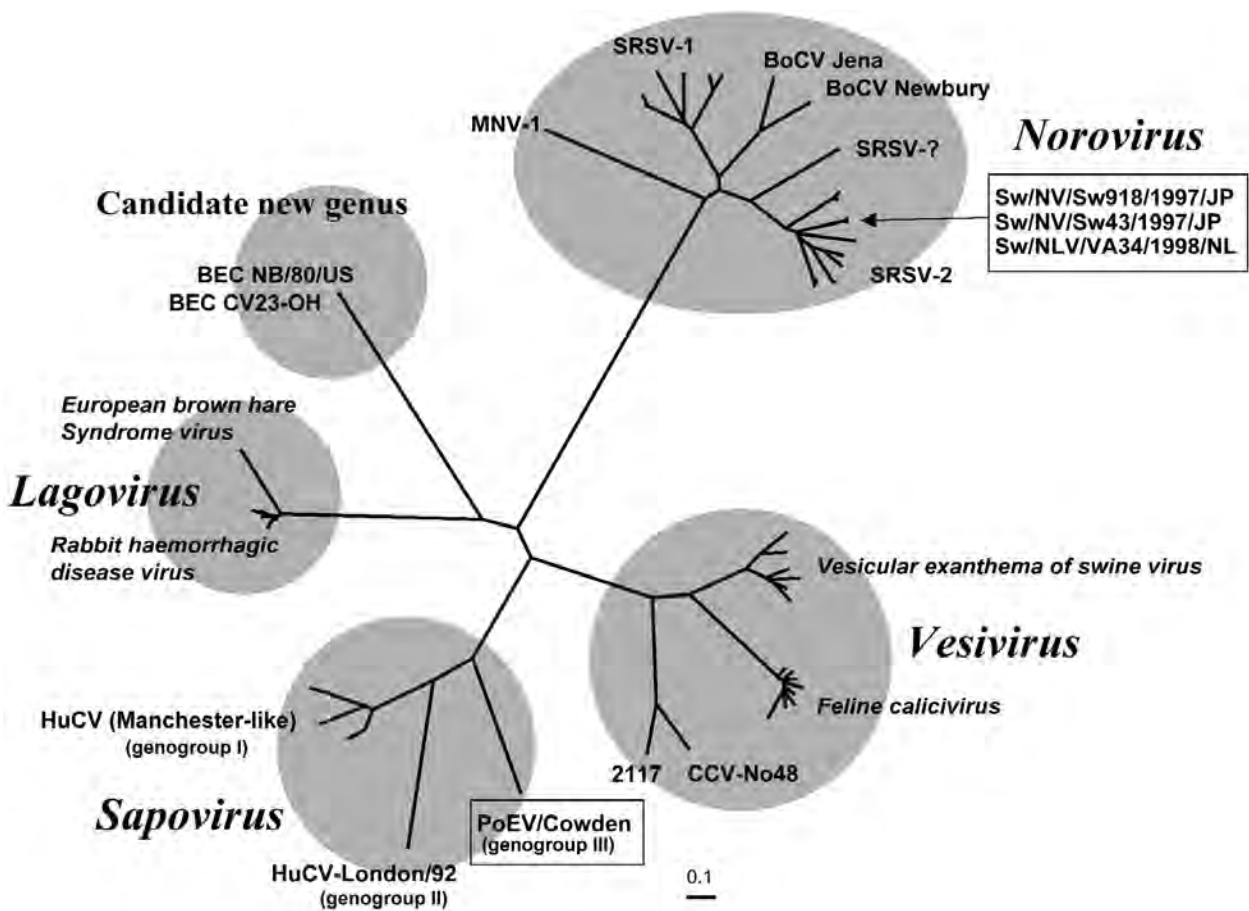 SRSV-1
BoCV Jena
BoCV Newbury
MNV-1
SRSV-?
Norovirus
Sw/NV/Sw918/1997/JP
Sw/NV/Sw43/1997/JP
Sw/NLV/VA34/1998/NL
SRSV-2
Candidate new genus
BEC NB/80/US
BEC CV23-OH
European brown hare
Syndrome virus
Lagovirus
Rabbit haemorrhagic
disease virus
Vesicular exanthema of swine virus
Vesivirus
Feline calicivirus
2117
CCV-No48
HuCV (Manchester-like)
(genogroup I)
Sapovirus
PoEV/Cowden
(genogroup III)
HuCV-London/92
(genogroup II)
0.1